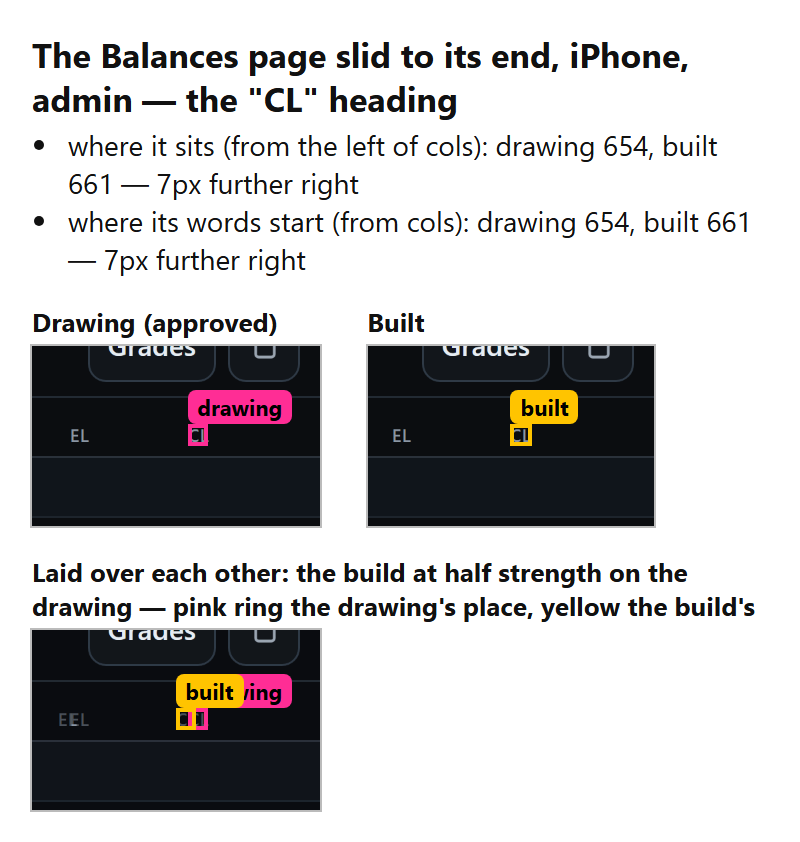 The Balances page slid to its end, iPhone,
admin — the "CL" heading
• where it sits (from the left of cols): drawing 654, built
661 — 7px further right
• where its words start (from cols): drawing 654, built 661
— 7px further right
Drawing (approved)
Built
Grades
drawing
EL
CL
Grades
built
EL
CL
Laid over each other: the build at half strength on the
drawing — pink ring the drawing's place, yellow the build's
Grades
built
EL